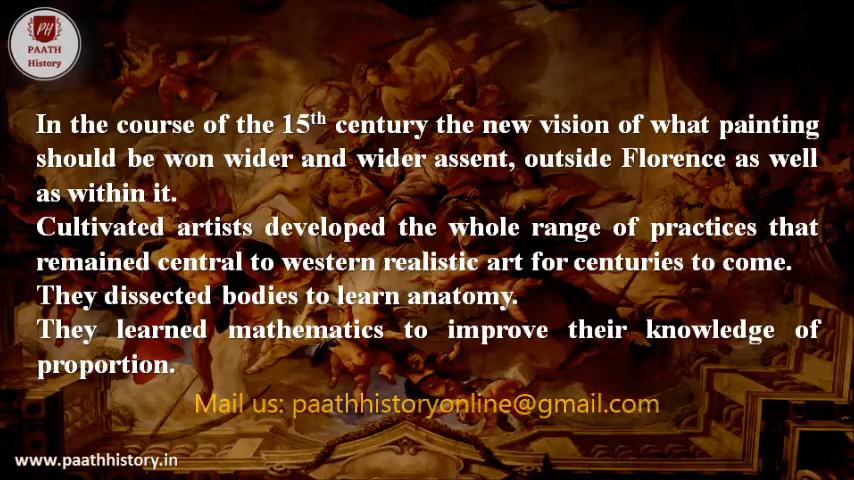 PH
PAATH
History
In the course of the 15th century the new vision of what painting
should be won wider and wider assent, outside Florence as well
as within it.
Cultivated artists developed the whole range of practices that
remained central to western realistic art for centuries to come.
They dissected bodies to learn anatomy.
They learned mathematics to improve their knowledge of
proportion.
Mail us: paathhistoryonline@gmail.com
www.paathhistory.in